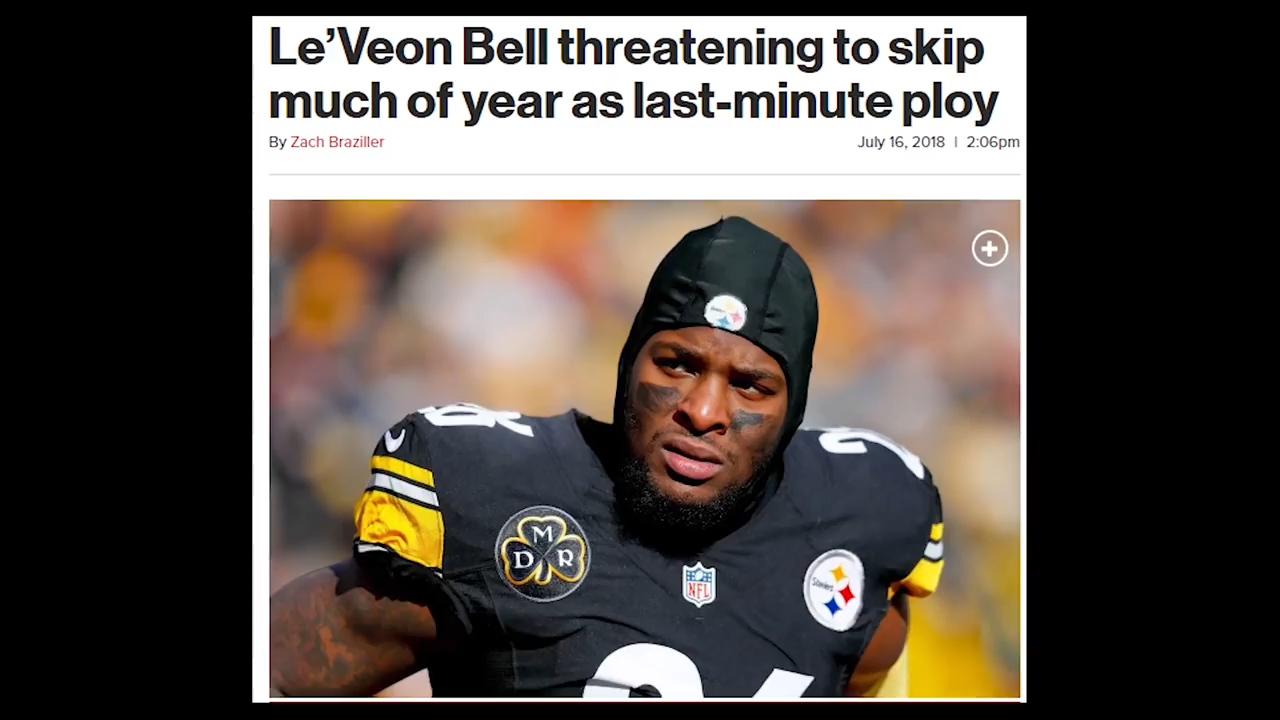 Le’Veon Bell threatening to skip
much of year as last-minute ploy
By Zach Braziller
July 16, 2018 | 2:06pm
M
D R
NFL
Steelers